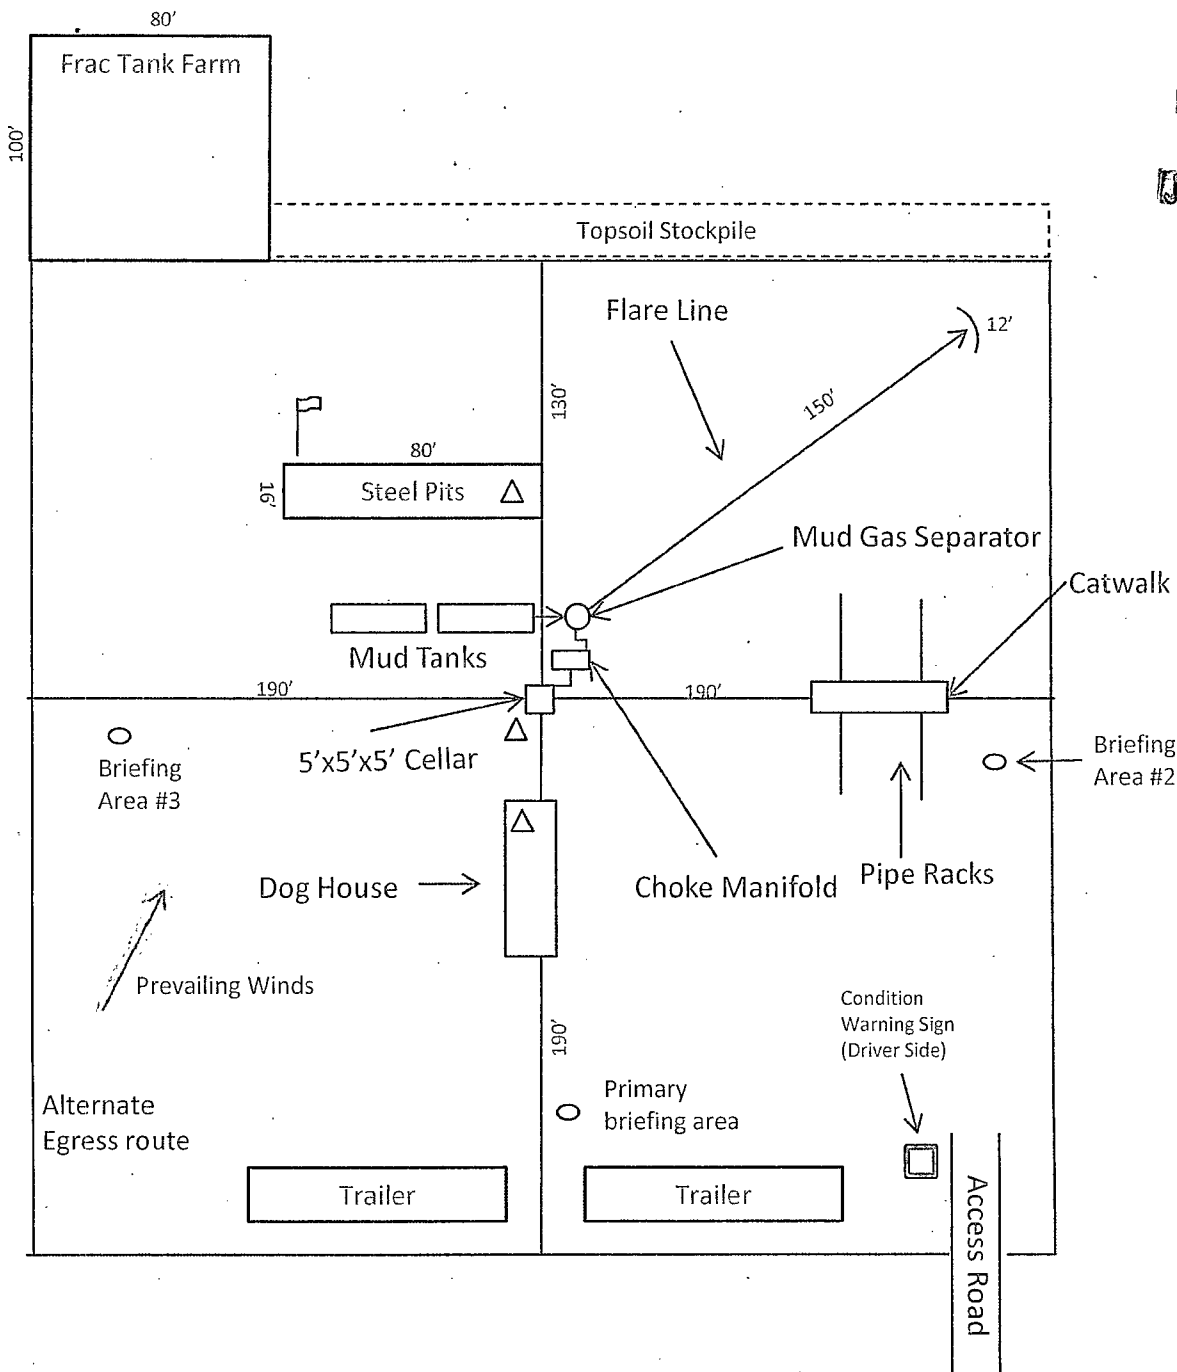 80'
Frac Tank Farm
100'
Topsoil Stockpile
Flare Line
12'
130'
150'
80'
16'
Steel Pits
Mud Gas Separator
Catwalk
Mud Tanks
190'
190'
5'x5'x5' Cellar
Briefing
Area #3
Briefing
Area #2
Dog House
Choke Manifold
Pipe Racks
Prevailing Winds
Condition
Warning Sign
(Driver Side)
190'
Alternate
Egress route
Primary
briefing area
Trailer
Trailer
Access Road